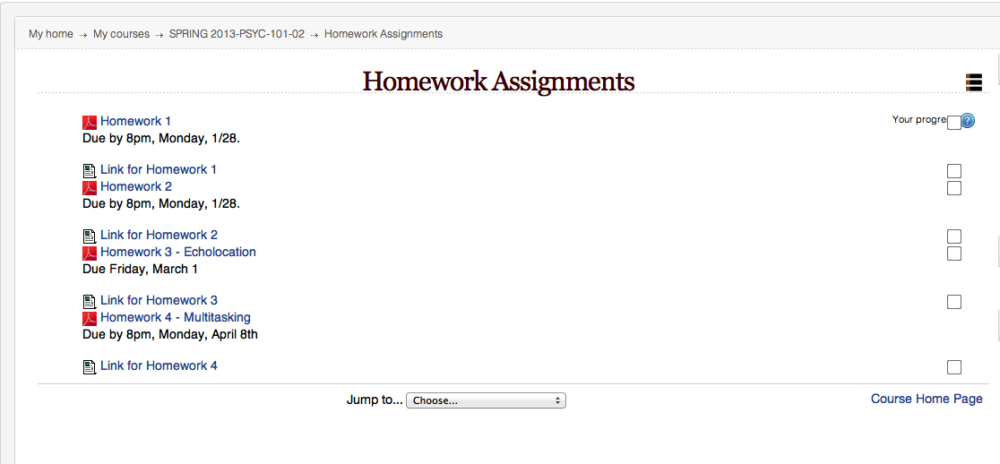 My home → My courses → SPRING 2013-PSYC-101-02 → Homework Assignments
Homework Assignments
Homework 1
Your progre
?
Due by 8pm, Monday, 1/28.
Link for Homework 1
Homework 2
Due by 8pm, Monday, 1/28.
Link for Homework 2
Homework 3 - Echolocation
Due Friday, March 1
Link for Homework 3
Homework 4 - Multitasking
Due by 8pm, Monday, April 8th
Link for Homework 4
Jump to... Choose... Course Home Page